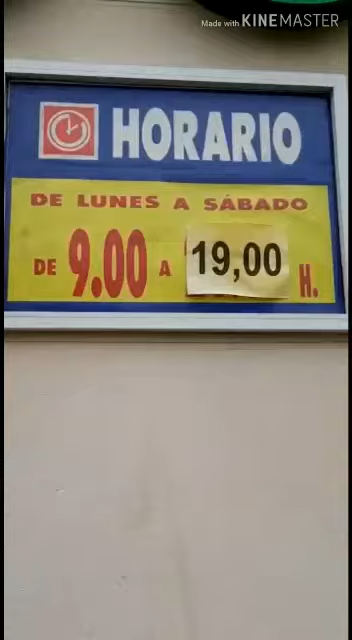 Made with KINEMASTER
HORARIO
DE LUNES A SÁBADO
DE 9.00 A 19,00 H.